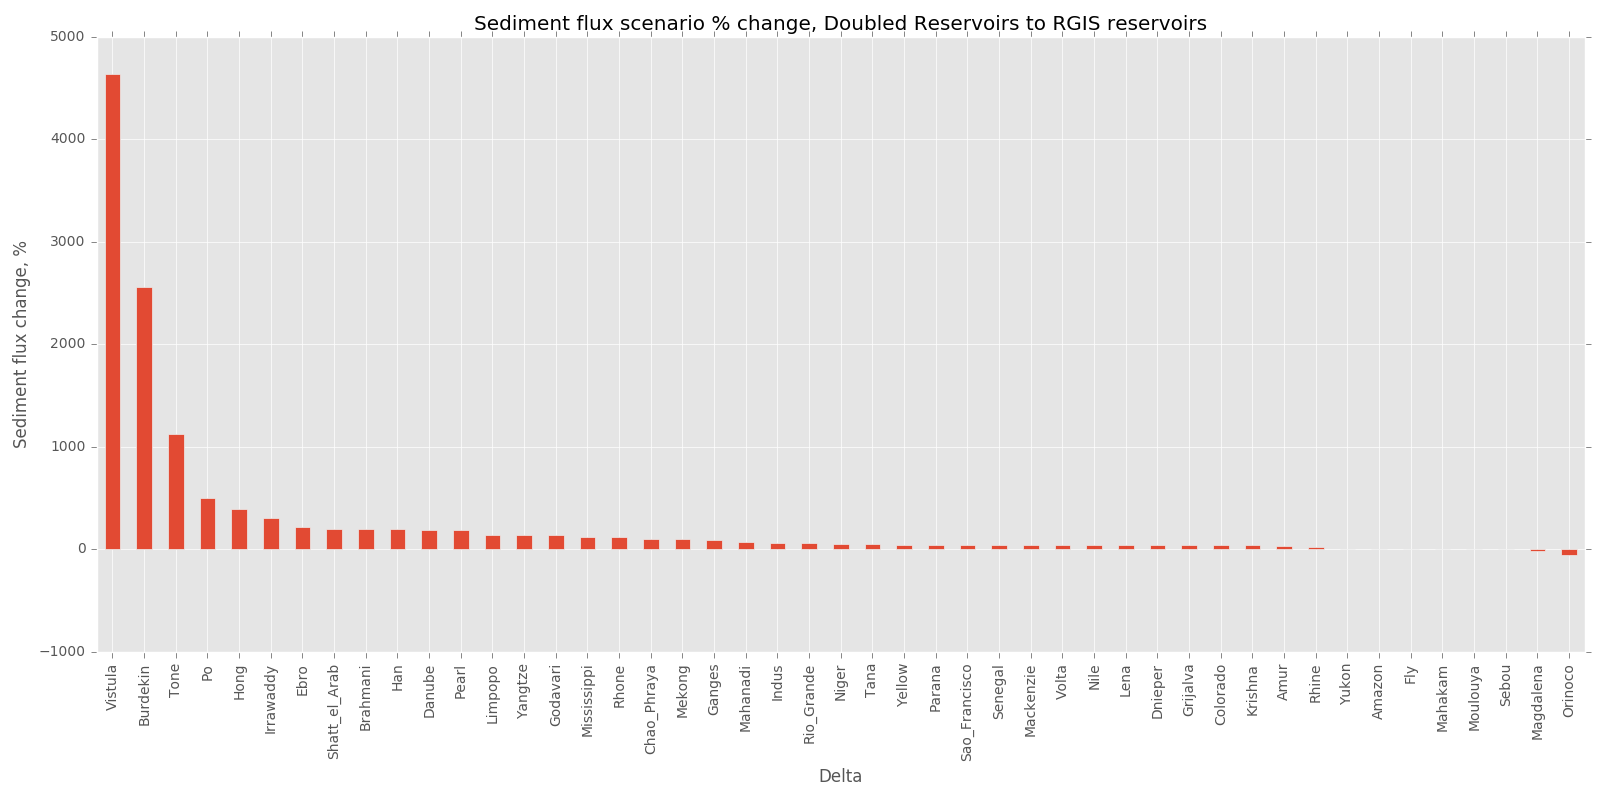 Sediment flux scenario % change, Doubled Reservoirs to RGIS reservoirs
5000
4000
3000
2000
1000
0
−1000
Sediment flux change, %
Vistula
Burdekin
Tone
Po
Hong
Irrawaddy
Ebro
Shatt_el_Arab
Brahmani
Han
Danube
Pearl
Limpopo
Yangtze
Godavari
Mississippi
Rhone
Chao_Phraya
Mekong
Ganges
Mahanadi
Indus
Rio_Grande
Niger
Tana
Yellow
Parana
Sao_Francisco
Senegal
Mackenzie
Volta
Nile
Lena
Dnieper
Grijalva
Colorado
Krishna
Amur
Rhine
Yukon
Amazon
Fly
Mahakam
Moulouya
Sebou
Magdalena
Orinoco
Delta